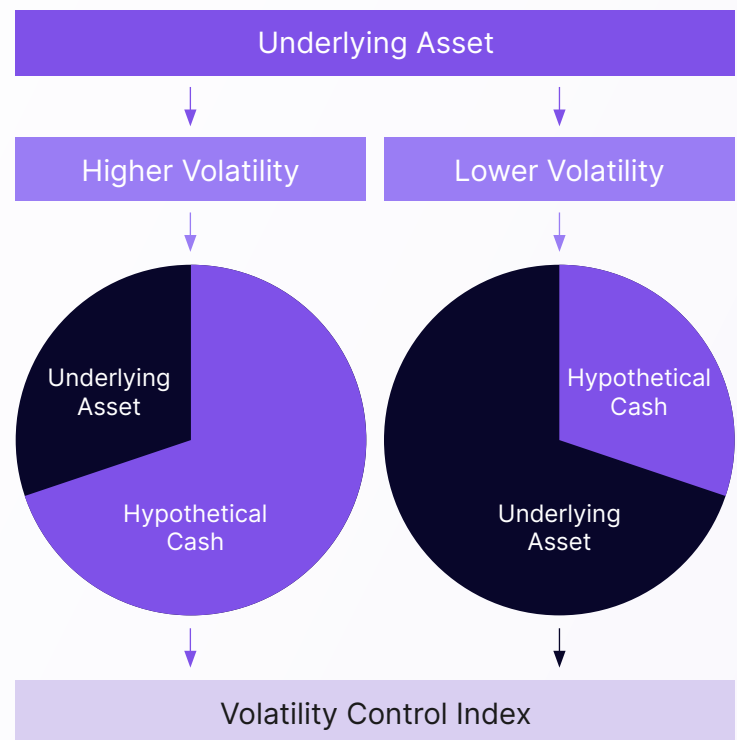 Underlying Asset
Higher Volatility
Lower Volatility
Underlying
Asset
Hypothetical
Cash
Hypothetical
Cash
Underlying
Asset
Volatility Control Index